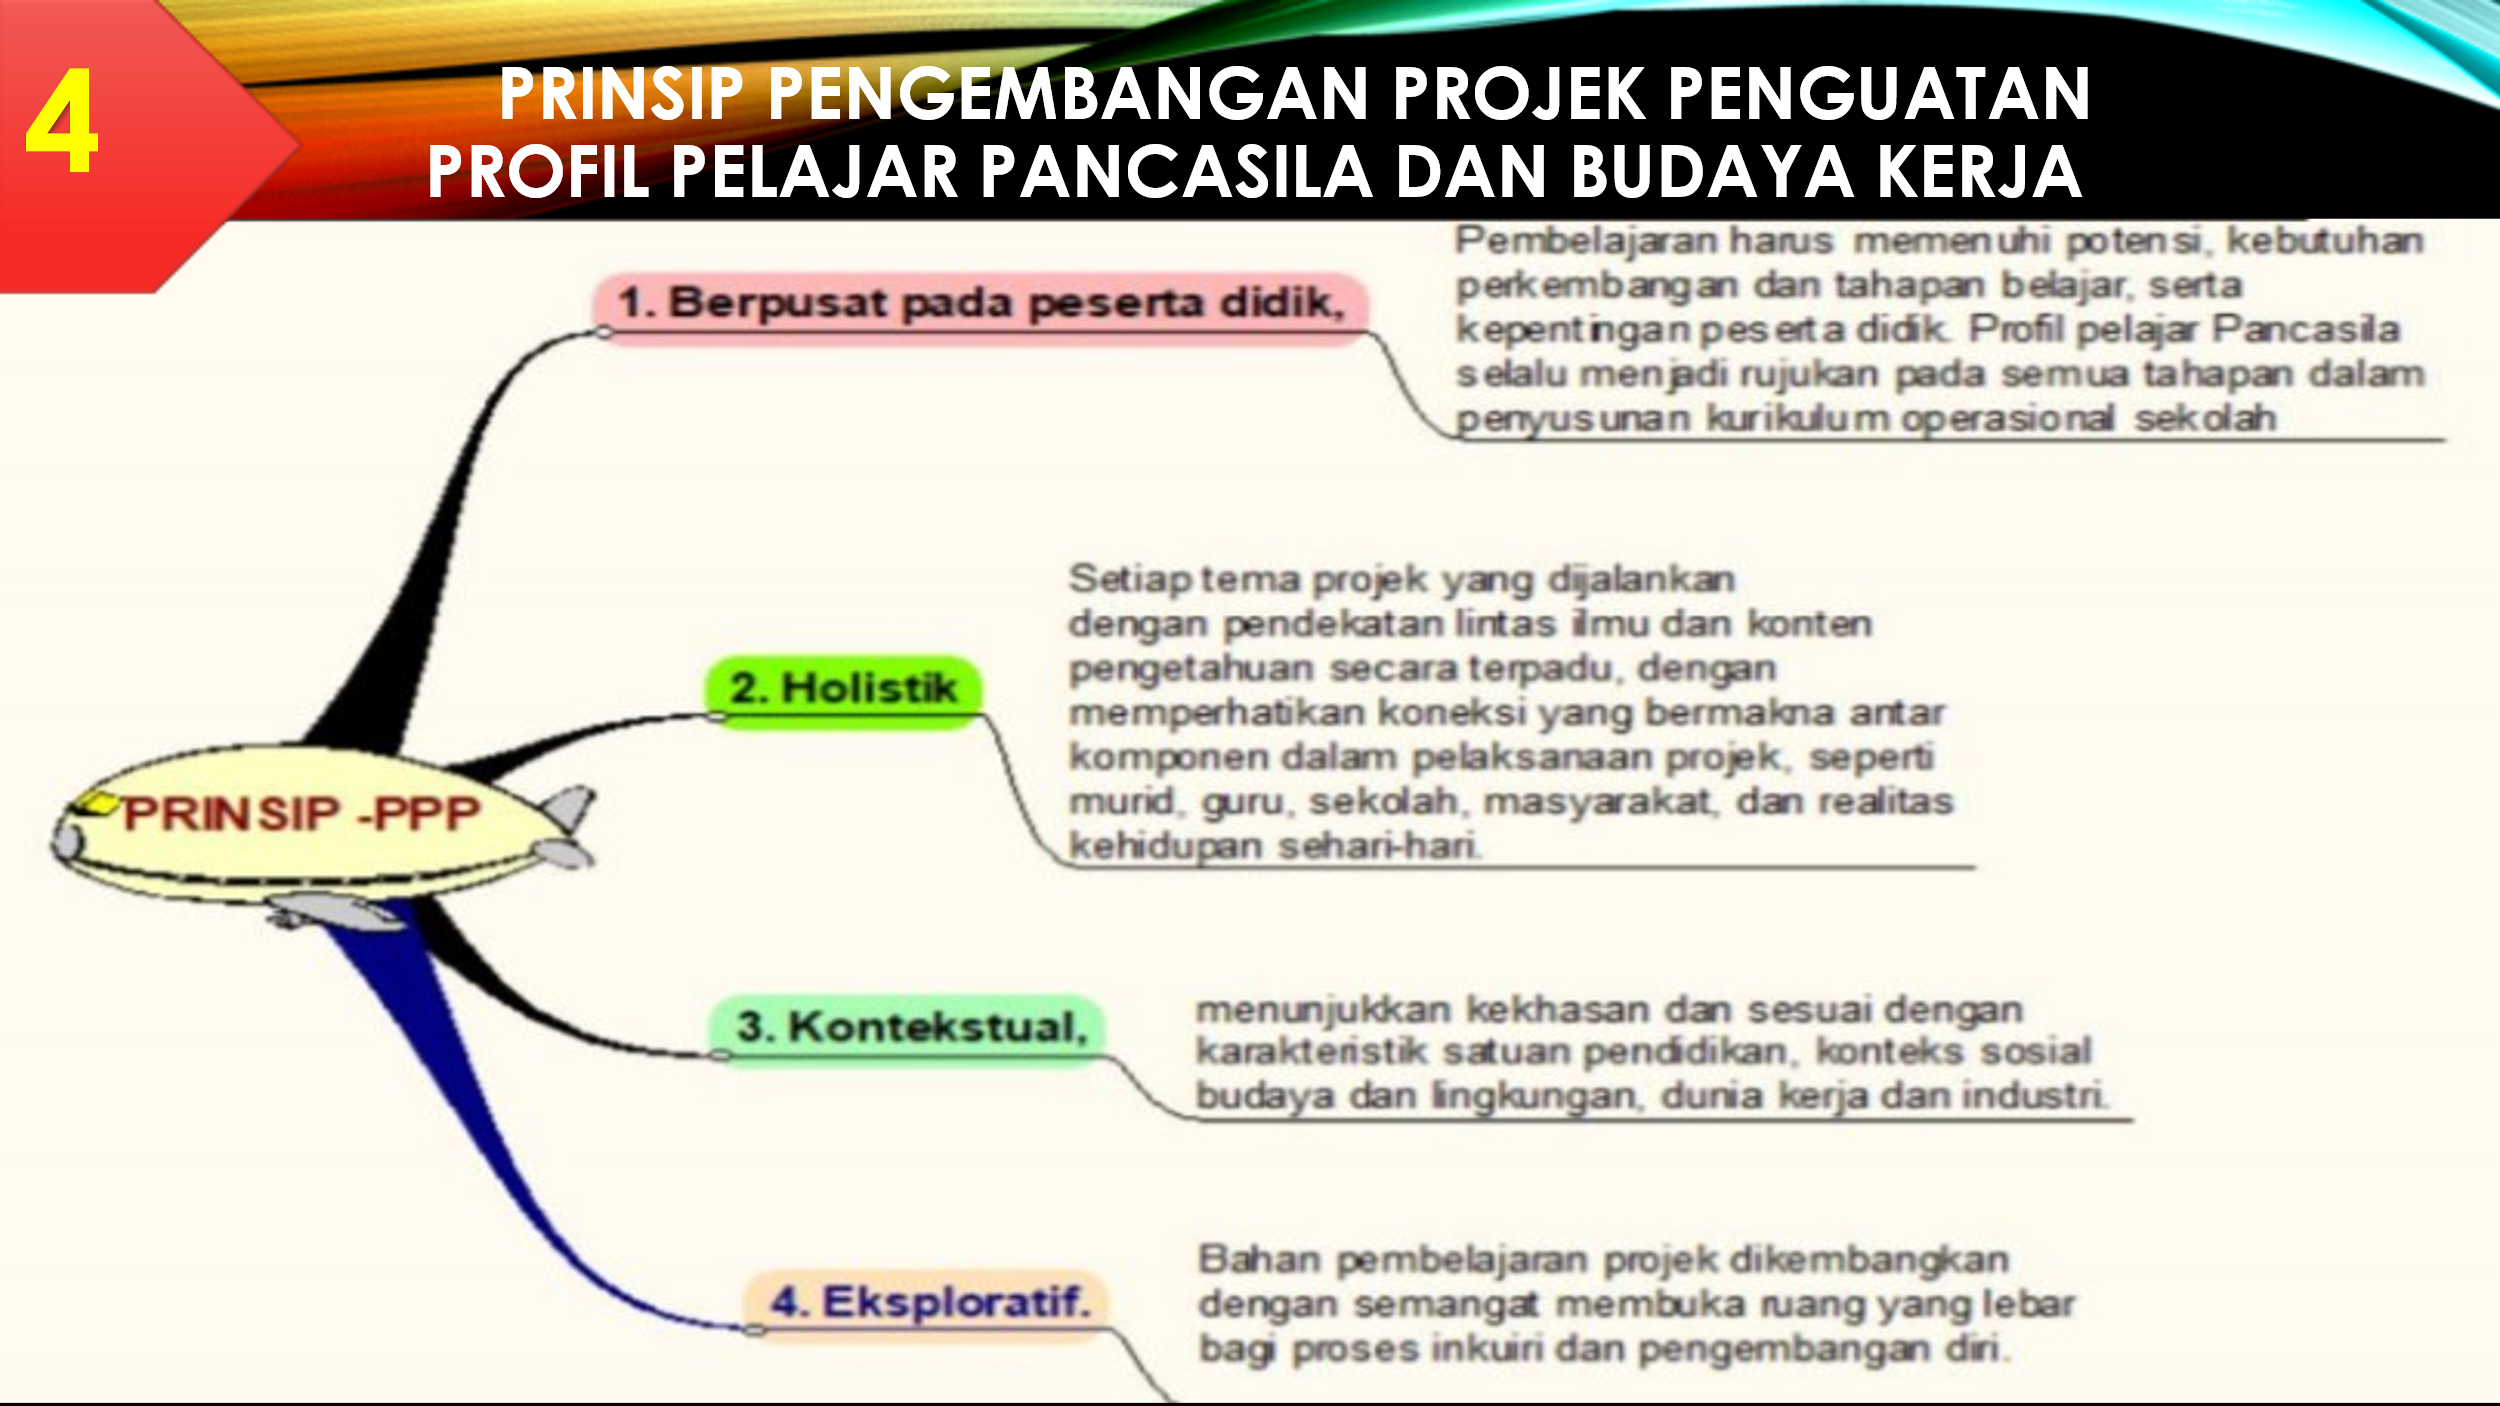 4
PRINSIP PENGEMBANGAN PROJEK PENGUATAN
PROFIL PELAJAR PANCASILA DAN BUDAYA KERJA
1. Berpusat pada peserta didik,
Pembelajaran harus memenuhi potensi, kebutuhan
perkembangan dan tahapan belajar, serta
kepentingan peserta didik. Profil pelajar Pancasila
selalu menjadi rujukan pada semua tahapan dalam
penyusunan kurikulum operasional sekolah
2. Holistik
Setiap tema projek yang dijalankan
dengan pendekatan lintas ilmu dan konten
pengetahuan secara terpadu, dengan
memperhatikan koneksi yang bermakna antar
komponen dalam pelaksanaan projek, seperti
murid, guru, sekolah, masyarakat, dan realitas
kehidupan sehari-hari.
PRINSIP -PPP
3. Kontekstual,
menunjukkan kekhasan dan sesuai dengan
karakteristik satuan pendidikan, konteks sosial
budaya dan lingkungan, dunia kerja dan industri.
4. Eksploratif.
Bahan pembelajaran projek dikembangkan
dengan semangat membuka ruang yang lebar
bagi proses inkuiri dan pengembangan diri.